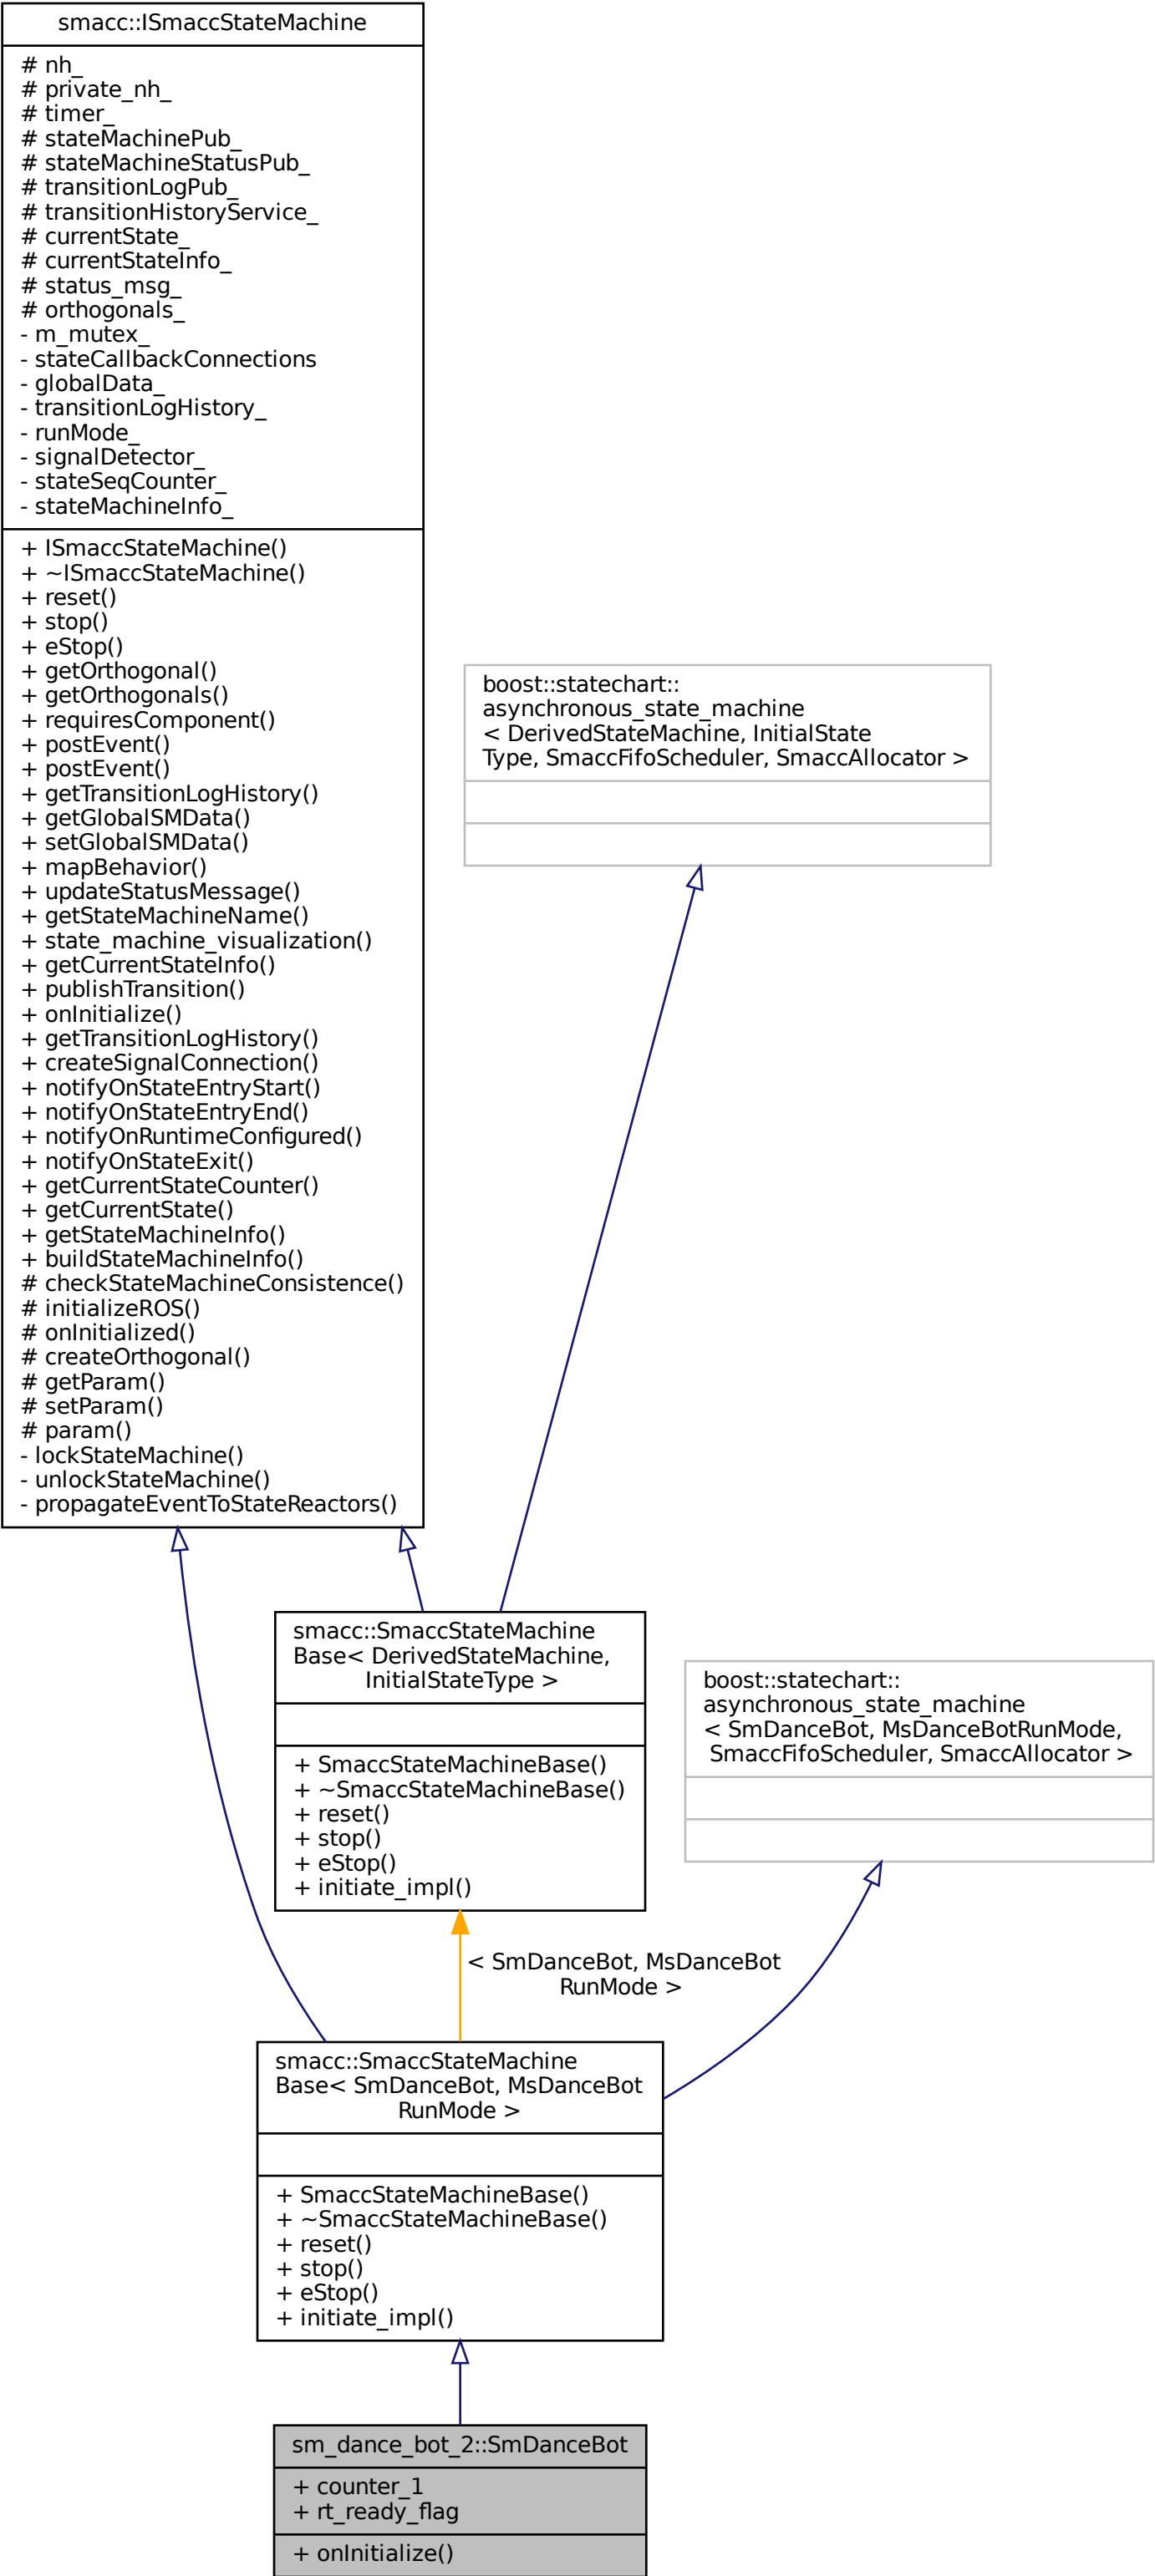 smacc::ISmaccStateMachine
# nh_
# private_nh_
# timer_
# stateMachinePub_
# stateMachineStatusPub_
# transitionLogPub_
# transitionHistoryService_
# currentState_
# currentStateInfo_
# status_msg_
# orthogonals_
- m_mutex_
- stateCallbackConnections
- globalData_
- transitionLogHistory_
- runMode_
- signalDetector_
- stateSeqCounter_
- stateMachineInfo_
+ ISmaccStateMachine()
+ ~ISmaccStateMachine()
+ reset()
+ stop()
+ eStop()
+ getOrthogonal()
+ getOrthogonals()
+ requiresComponent()
+ postEvent()
+ postEvent()
+ getTransitionLogHistory()
+ getGlobalSMData()
+ setGlobalSMData()
+ mapBehavior()
+ updateStatusMessage()
+ getStateMachineName()
+ state_machine_visualization()
+ getCurrentStateInfo()
+ publishTransition()
+ onInitialize()
+ getTransitionLogHistory()
+ createSignalConnection()
+ notifyOnStateEntryStart()
+ notifyOnStateEntryEnd()
+ notifyOnRuntimeConfigured()
+ notifyOnStateExit()
+ getCurrentStateCounter()
+ getCurrentState()
+ getStateMachineInfo()
+ buildStateMachineInfo()
# checkStateMachineConsistence()
# initializeROS()
# onInitialized()
# createOrthogonal()
# getParam()
# setParam()
# param()
- lockStateMachine()
- unlockStateMachine()
- propagateEventToStateReactors()
boost::statechart::
asynchronous_state_machine
< DerivedStateMachine, InitialState
Type, SmaccFifoScheduler, SmaccAllocator >
smacc::SmaccStateMachine
Base< DerivedStateMachine,
InitialStateType >
+ SmaccStateMachineBase()
+ ~SmaccStateMachineBase()
+ reset()
+ stop()
+ eStop()
+ initiate_impl()
boost::statechart::
asynchronous_state_machine
< SmDanceBot, MsDanceBotRunMode,
SmaccFifoScheduler, SmaccAllocator >
< SmDanceBot, MsDanceBot
RunMode >
smacc::SmaccStateMachine
Base< SmDanceBot, MsDanceBot
RunMode >
+ SmaccStateMachineBase()
+ ~SmaccStateMachineBase()
+ reset()
+ stop()
+ eStop()
+ initiate_impl()
sm_dance_bot_2::SmDanceBot
+ counter_1
+ rt_ready_flag
+ onInitialize()